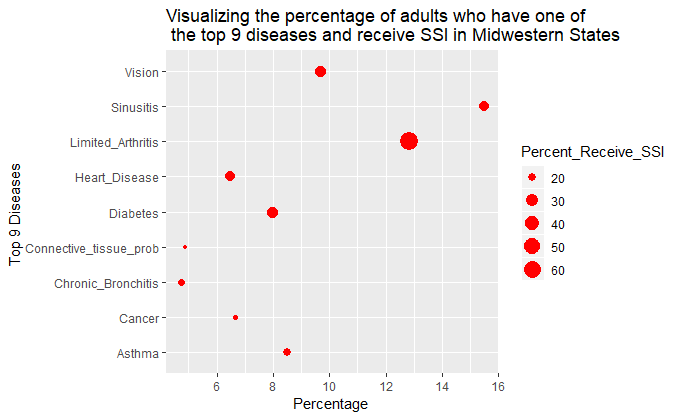 Visualizing the percentage of adults who have one of
the top 9 diseases and receive SSI in Midwestern States
Top 9 Diseases
Vision
Sinusitis
Limited_Arthritis
Heart_Disease
Diabetes
Connective_tissue_prob
Chronic_Bronchitis
Cancer
Asthma
6 8 10 12 14 16
Percentage
Percent_Receive_SSI
20
30
40
50
60